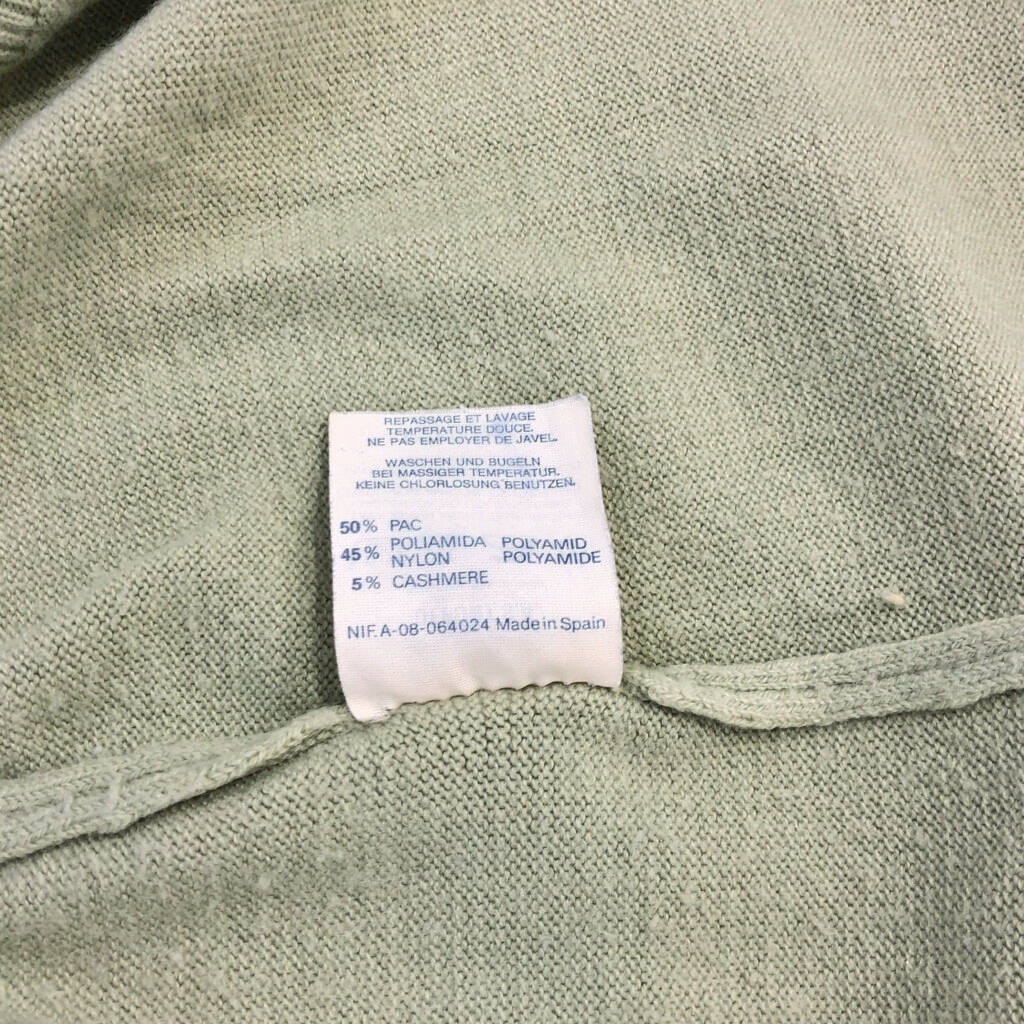 REPASSAGE ET LAVAGE
TEMPERATURE DOUCE.
NE PAS EMPLOYER DE JAVEL.
WASCHEN UND BUGELN
BEI MASSIGER TEMPERATUR.
KEINE CHLORLOSUNG BENUTZEN.
50% PAC
45% POLIAMIDA POLYAMID
NYLON POLYAMIDE
5% CASHMERE
NIF. A-08-064024 Made in Spain